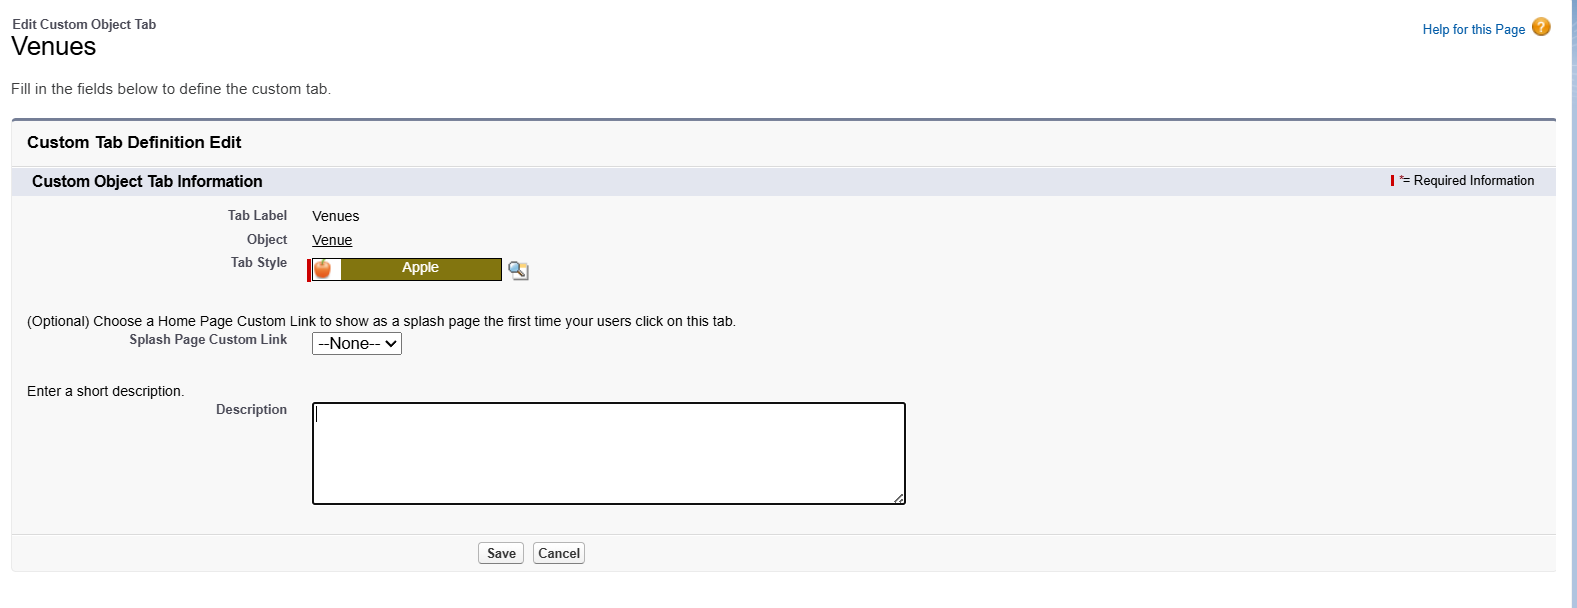 Edit Custom Object Tab
Venues
Help for this Page ?
Fill in the fields below to define the custom tab.
Custom Tab Definition Edit
Custom Object Tab Information
*= Required Information
Tab Label Venues
Object Venue
Tab Style Apple
(Optional) Choose a Home Page Custom Link to show as a splash page the first time your users click on this tab.
Splash Page Custom Link --None--
Enter a short description.
Description
Save Cancel